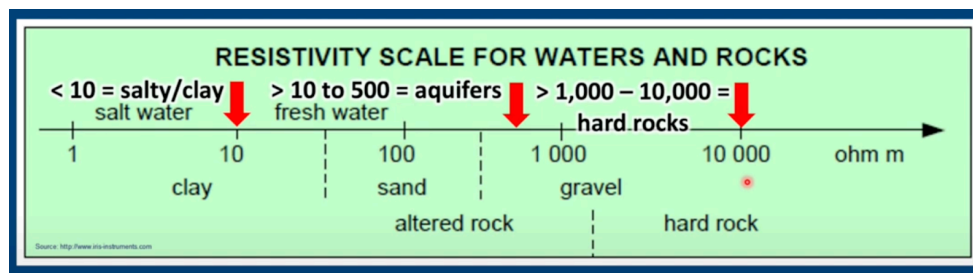 RESISTIVITY SCALE FOR WATERS AND ROCKS
< 10 = salty/clay > 10 to 500 = aquifers > 1,000 – 10,000 =
salt water fresh water hard rocks
1 10 100 1 000 10 000 ohm m
clay sand gravel
altered rock hard rock
Source: http://www.iris-instruments.com